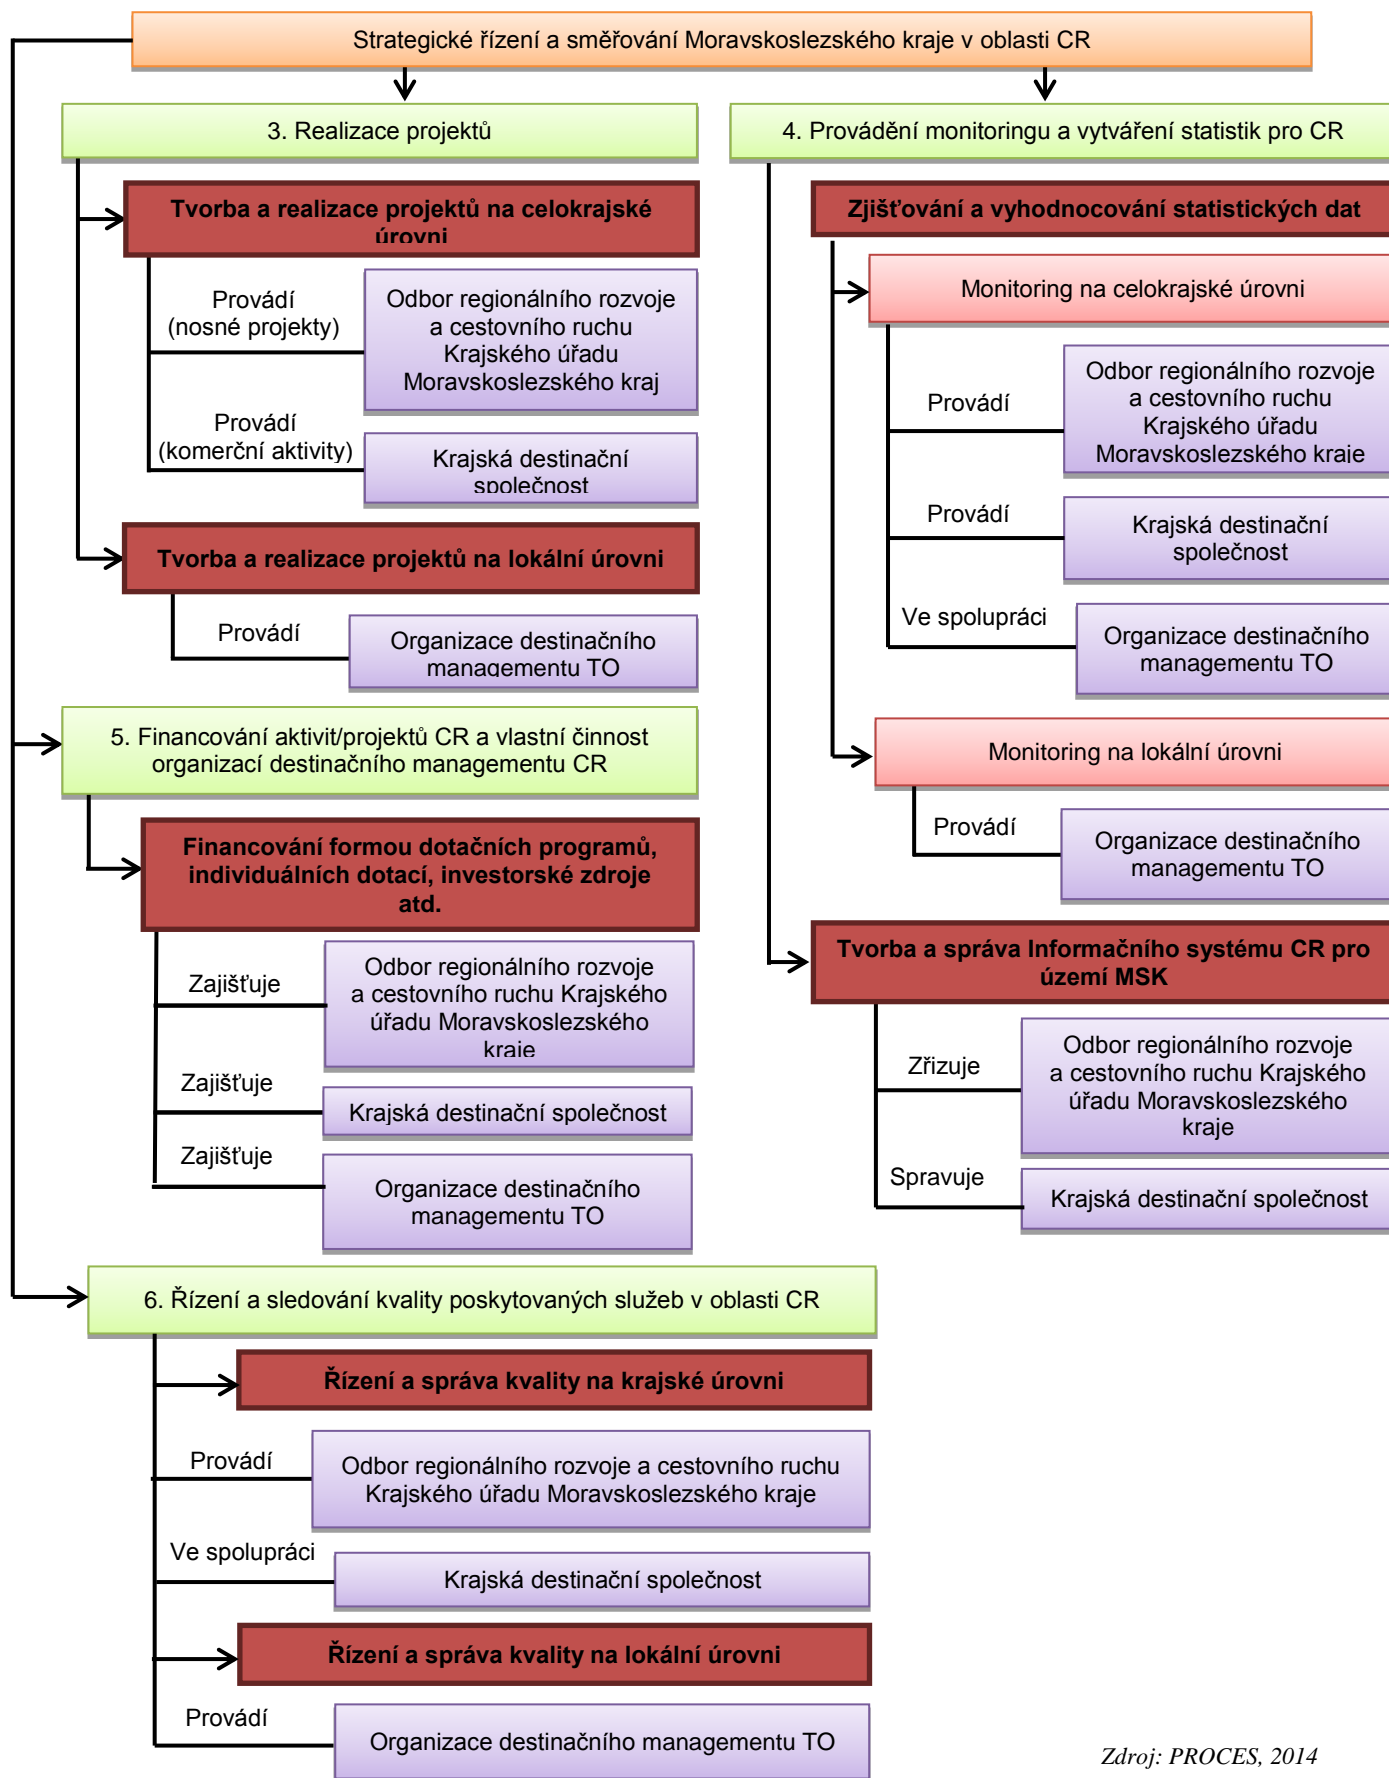 Strategické řízení a směřování Moravskoslezského kraje v oblasti CR
3. Realizace projektů
Tvorba a realizace projektů na celokrajské
úrovni
Provádí
(nosné projekty)
Odbor regionálního rozvoje
a cestovního ruchu
Krajského úřadu
Moravskoslezského kraj
Provádí
(komerční aktivity)
Krajská destinační
společnost
Tvorba a realizace projektů na lokální úrovni
Provádí
Organizace destinačního
managementu TO
4. Provádění monitoringu a vytváření statistik pro CR
Zjišťování a vyhodnocování statistických dat
Monitoring na celokrajské úrovni
Provádí
Odbor regionálního rozvoje
a cestovního ruchu
Krajského úřadu
Moravskoslezského kraje
Provádí
Krajská destinační
společnost
Ve spolupráci
Organizace destinačního
managementu TO
Monitoring na lokální úrovni
Provádí
Organizace destinačního
managementu TO
Tvorba a správa Informačního systému CR pro
území MSK
Zřizuje
Odbor regionálního rozvoje
a cestovního ruchu Krajského
úřadu Moravskoslezského
kraje
Spravuje
Krajská destinační společnost
5. Financování aktivit/projektů CR a vlastní činnost
organizací destinačního managementu CR
Financování formou dotačních programů,
individuálních dotací, investorské zdroje
atd.
Zajišťuje
Odbor regionálního rozvoje
a cestovního ruchu Krajského
úřadu Moravskoslezského
kraje
Zajišťuje
Krajská destinační společnost
Zajišťuje
Organizace destinačního
managementu TO
6. Řízení a sledování kvality poskytovaných služeb v oblasti CR
Řízení a správa kvality na krajské úrovni
Provádí
Odbor regionálního rozvoje a cestovního ruchu
Krajského úřadu Moravskoslezského kraje
Ve spolupráci
Krajská destinační společnost
Řízení a správa kvality na lokální úrovni
Provádí
Organizace destinačního managementu TO
Zdroj: PROCES, 2014